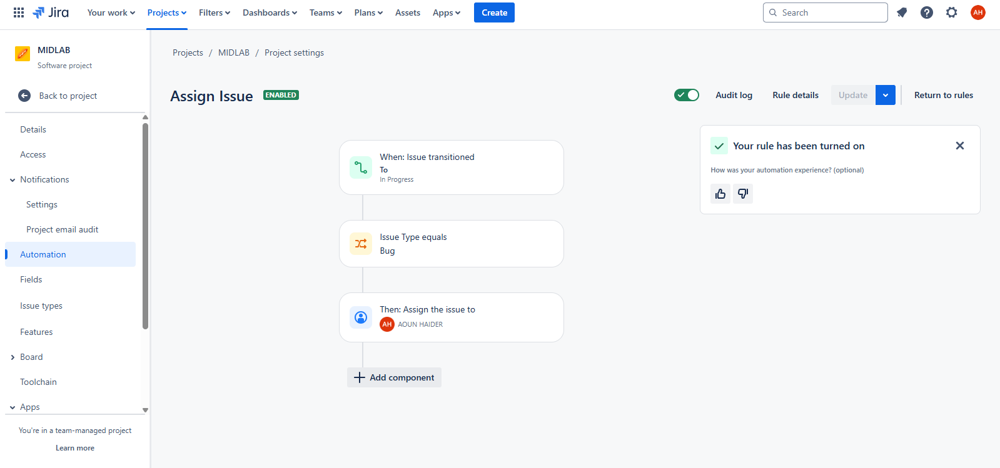 Jira
Your work
Projects
Filters
Dashboards
Teams
Plans
Assets
Apps
Create
Search
AH
MIDLAB
Software project
Back to project
Details
Access
Notifications
Settings
Project email audit
Automation
Fields
Issue types
Features
Board
Toolchain
Apps
You're in a team-managed project
Learn more
Projects / MIDLAB / Project settings
Assign Issue ENABLED
Audit log
Rule details
Update
Return to rules
When: Issue transitioned
To
In Progress
Issue Type equals
Bug
Then: Assign the issue to
AH AOUN HAIDER
Add component
Your rule has been turned on
How was your automation experience? (optional)